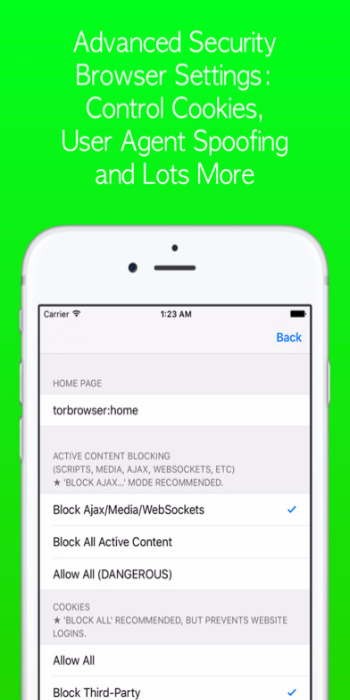 Advanced Security
Browser Settings:
Control Cookies,
User Agent Spoofing
and Lots More
Carrier 1:23 AM
Back
HOME PAGE
torbrowser:home
ACTIVE CONTENT BLOCKING
(SCRIPTS, MEDIA, AJAX, WEBSOCKETS, ETC)
★ 'BLOCK AJAX...' MODE RECOMMENDED.
Block Ajax/Media/WebSockets ✓
Block All Active Content
Allow All (DANGEROUS)
COOKIES
★ 'BLOCK ALL' RECOMMENDED, BUT PREVENTS WEBSITE
LOGINS.
Allow All
Block Third-Party ✓